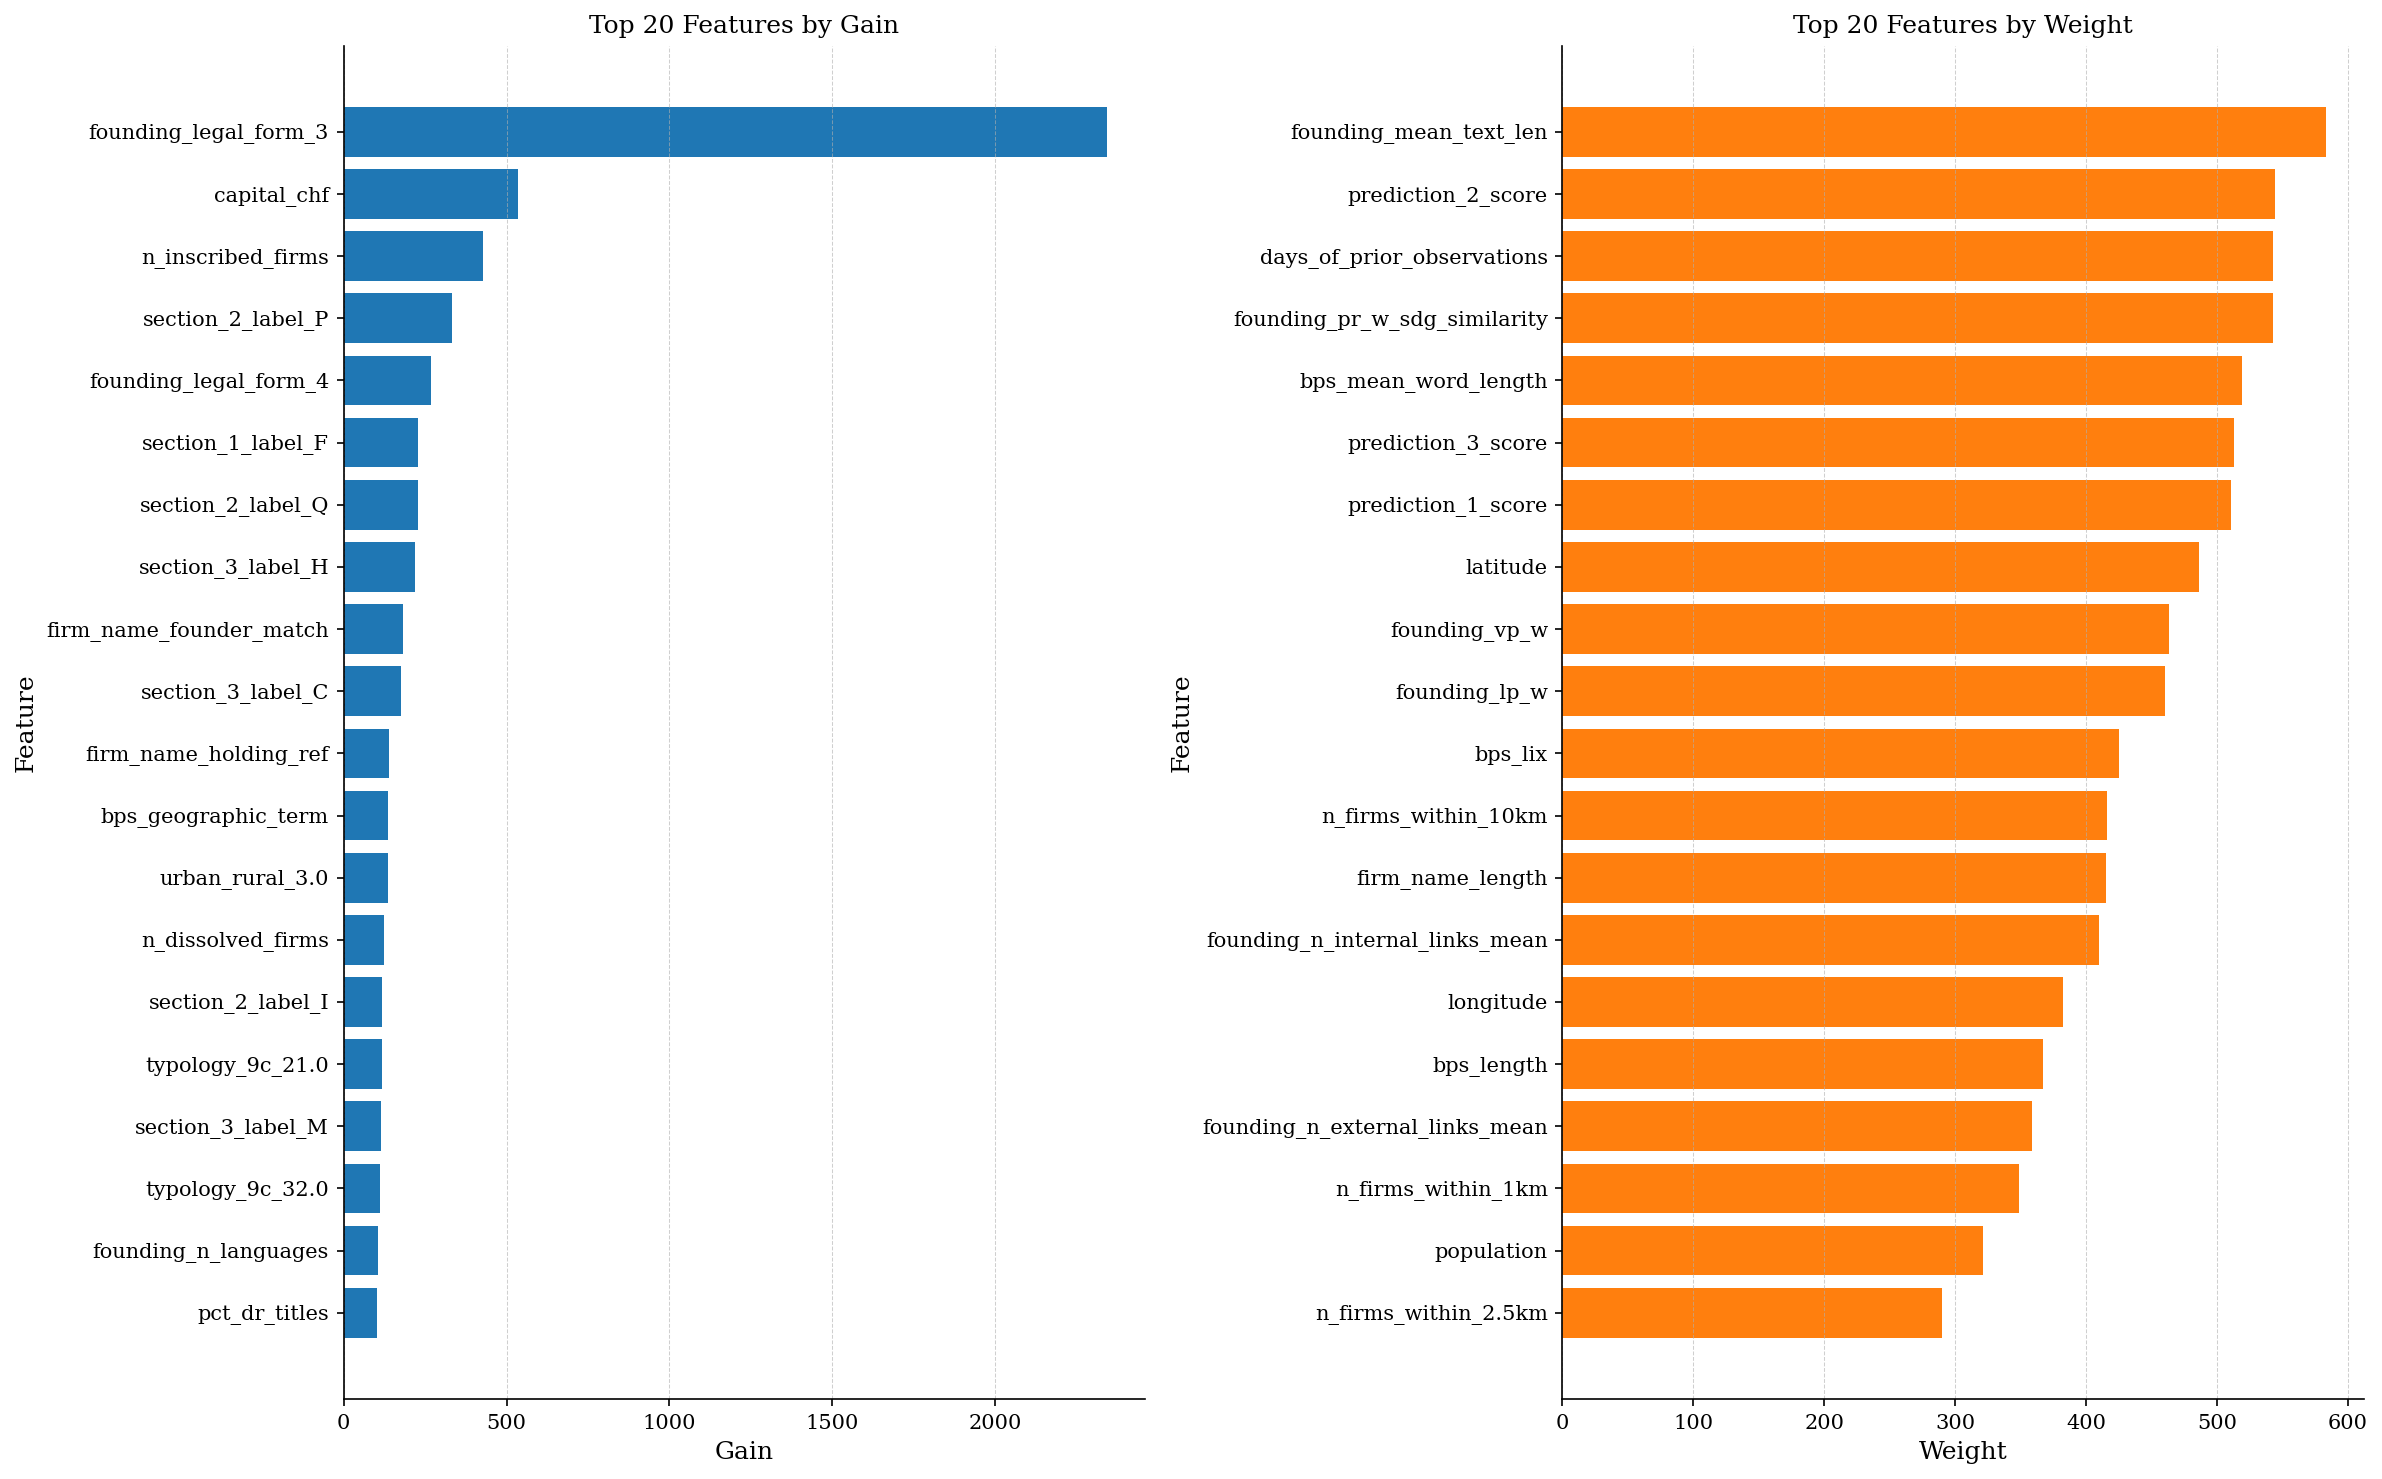 Top 20 Features by Gain
founding_legal_form_3
capital_chf
n_inscribed_firms
section_2_label_P
founding_legal_form_4
section_1_label_F
section_2_label_Q
section_3_label_H
firm_name_founder_match
section_3_label_C
firm_name_holding_ref
bps_geographic_term
urban_rural_3.0
n_dissolved_firms
section_2_label_I
typology_9c_21.0
section_3_label_M
typology_9c_32.0
founding_n_languages
pct_dr_titles
Feature
0 500 1000 1500 2000
Gain
Top 20 Features by Weight
founding_mean_text_len
prediction_2_score
days_of_prior_observations
founding_pr_w_sdg_similarity
bps_mean_word_length
prediction_3_score
prediction_1_score
latitude
founding_vp_w
founding_lp_w
bps_lix
n_firms_within_10km
firm_name_length
founding_n_internal_links_mean
longitude
bps_length
founding_n_external_links_mean
n_firms_within_1km
population
n_firms_within_2.5km
Feature
0 100 200 300 400 500 600
Weight